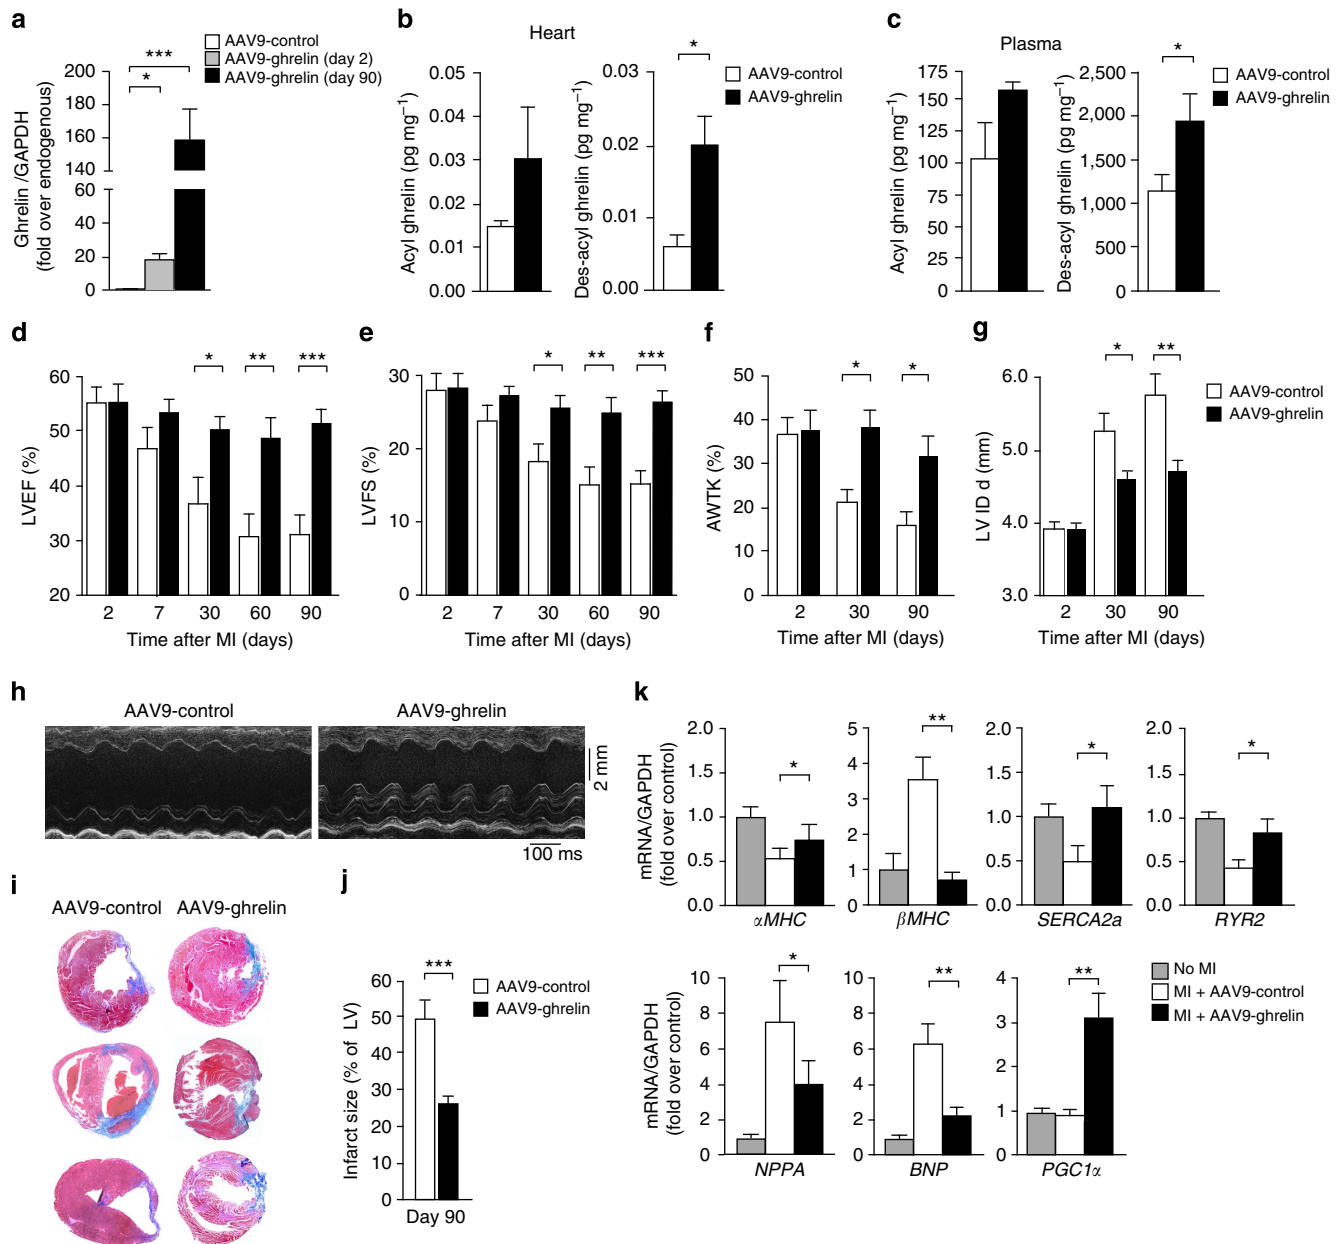 a
AAV9-control
AAV9-ghrelin (day 2)
AAV9-ghrelin (day 90)
***
*
Ghrelin /GAPDH
(fold over endogenous)
200
180
160
140
60
40
20
0
b
Heart
Acyl ghrelin (pg mg⁻¹)
0.05
0.04
0.03
0.02
0.01
0.00
Des-acyl ghrelin (pg mg⁻¹)
0.03
0.02
0.01
0.00
*
AAV9-control
AAV9-ghrelin
c
Plasma
Acyl ghrelin (pg mg⁻¹)
175
150
125
100
75
50
25
0
Des-acyl ghrelin (pg mg⁻¹)
2,500
2,000
1,500
1,000
500
0
*
AAV9-control
AAV9-ghrelin
d
LVEF (%)
60
50
40
30
20
* ** ***
2 7 30 60 90
Time after MI (days)
e
LVFS (%)
30
20
10
0
* ** ***
2 7 30 60 90
Time after MI (days)
f
AWTK (%)
50
40
30
20
10
0
* *
2 30 90
Time after MI (days)
g
LV ID d (mm)
6.0
5.0
4.0
3.0
* **
2 30 90
Time after MI (days)
AAV9-control
AAV9-ghrelin
h
AAV9-control AAV9-ghrelin
2 mm
100 ms
i
AAV9-control AAV9-ghrelin
j
Infarct size (% of LV)
60
50
40
30
20
10
0
***
AAV9-control
AAV9-ghrelin
Day 90
k
mRNA/GAPDH
(fold over control)
2.0
1.5
1.0
0.5
0.0
*
αMHC
5
4
3
2
1
0
**
βMHC
2.0
1.5
1.0
0.5
0.0
*
SERCA2a
2.0
1.5
1.0
0.5
0.0
*
RYR2
mRNA/GAPDH
(fold over control)
10
8
6
4
2
0
*
NPPA
10
8
6
4
2
0
**
BNP
4
3
2
1
0
**
PGC1α
No MI
MI + AAV9-control
MI + AAV9-ghrelin